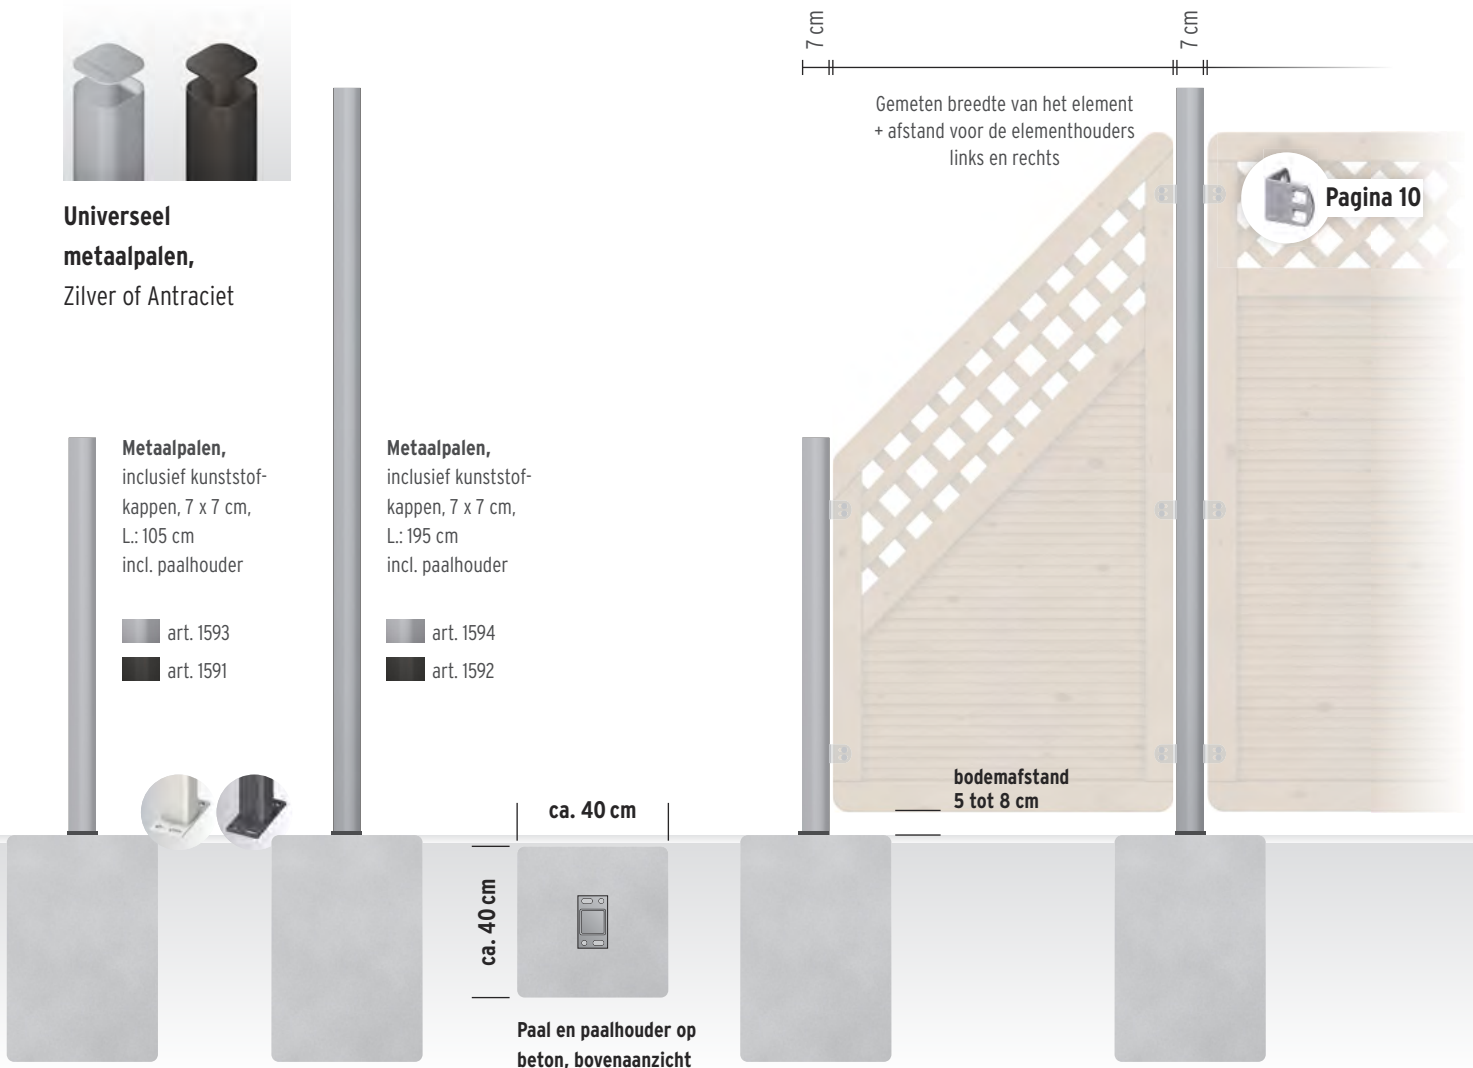 7 cm
7 cm
Gemeten breedte van het element
+ afstand voor de elementhouders
links en rechts
Pagina 10
Universeel
metaalpalen,
Zilver of Antraciet
Metaalpalen,
inclusief kunststof-
kappen, 7 x 7 cm,
L.: 105 cm
incl. paalhouder
art. 1593
art. 1591
Metaalpalen,
inclusief kunststof-
kappen, 7 x 7 cm,
L.: 195 cm
incl. paalhouder
art. 1594
art. 1592
bodemafstand
5 tot 8 cm
ca. 40 cm
ca. 40 cm
Paal en paalhouder op
beton, bovenaanzicht